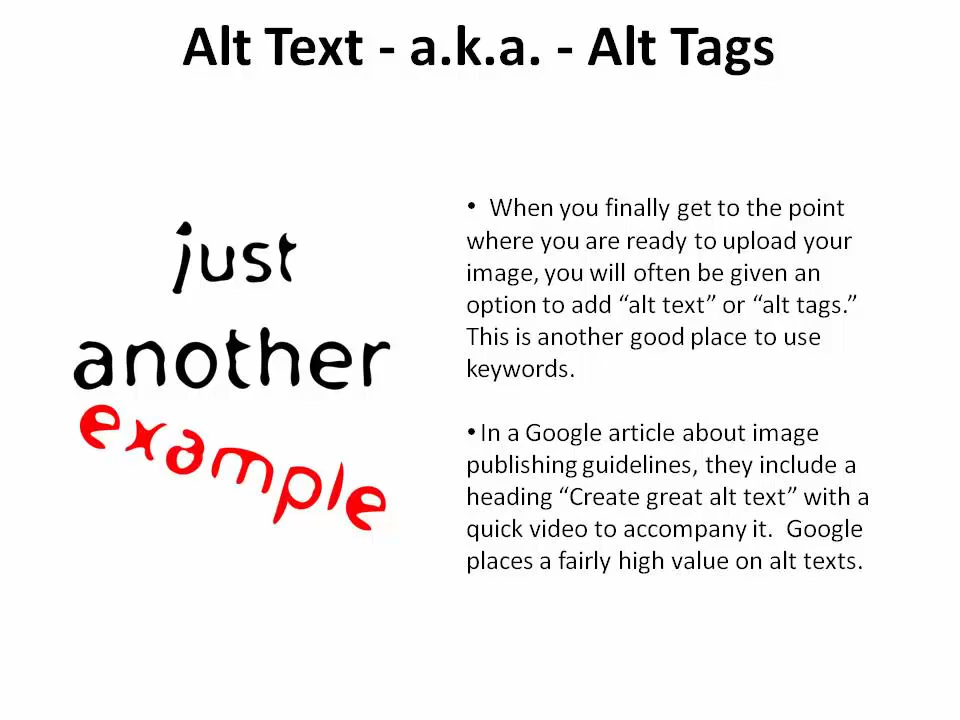 Alt Text - a.k.a. - Alt Tags
just
another
example
• When you finally get to the point
where you are ready to upload your
image, you will often be given an
option to add “alt text” or “alt tags.”
This is another good place to use
keywords.
• In a Google article about image
publishing guidelines, they include a
heading “Create great alt text” with a
quick video to accompany it.  Google
places a fairly high value on alt texts.